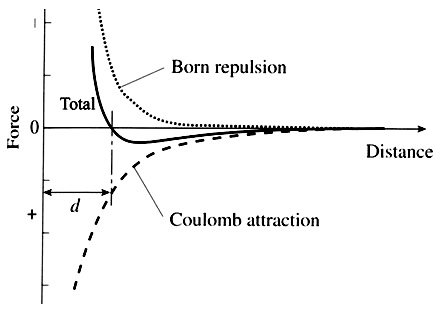 Born repulsion
Total
Force
0
Distance
d
+
Coulomb attraction